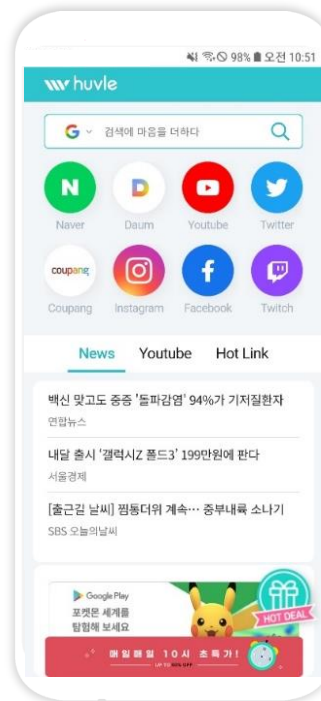 98% 오전 10:51
huvle
G 검색에 마음을 더하다
N D
Naver Daum Youtube Twitter
coupang f
Coupang Instagram Facebook Twitch
News Youtube Hot Link
백신 맞고도 중증 '돌파감염' 94%가 기저질환자
연합뉴스
내달 출시 '갤럭시Z 폴드3' 199만원에 판다
서울경제
[출근길 날씨] 찜통더위 계속… 중부내륙 소나기
SBS 오늘의날씨
Google Play
포켓몬 세계를
탐험해 보세요
HOT DEAL
매일매일 10시 초특가!
UP TO 80% OFF